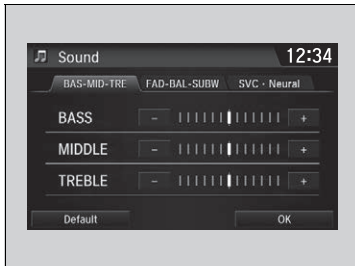 Sound 12:34
BAS-MID-TRE FAD-BAL-SUBW SVC · Neural
BASS - +
MIDDLE - +
TREBLE - +
Default OK